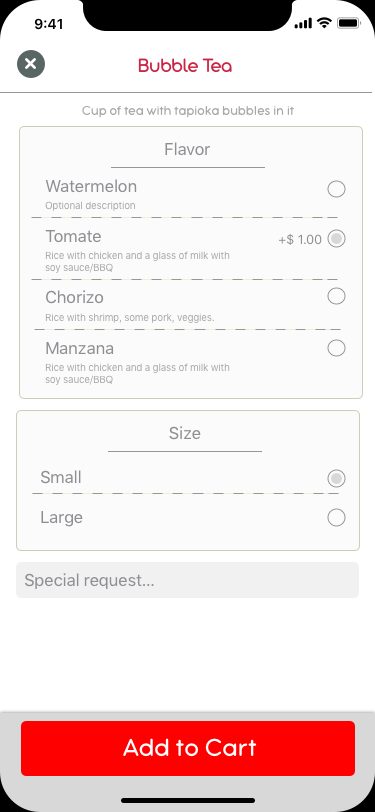 9:41
Bubble Tea
Cup of tea with tapioka bubbles in it
Flavor
Watermelon
Optional description
Tomate +$ 1.00
Rice with chicken and a glass of milk with
soy sauce/BBQ
Chorizo
Rice with shrimp, some pork, veggies.
Manzana
Rice with chicken and a glass of milk with
soy sauce/BBQ
Size
Small
Large
Special request...
Add to Cart